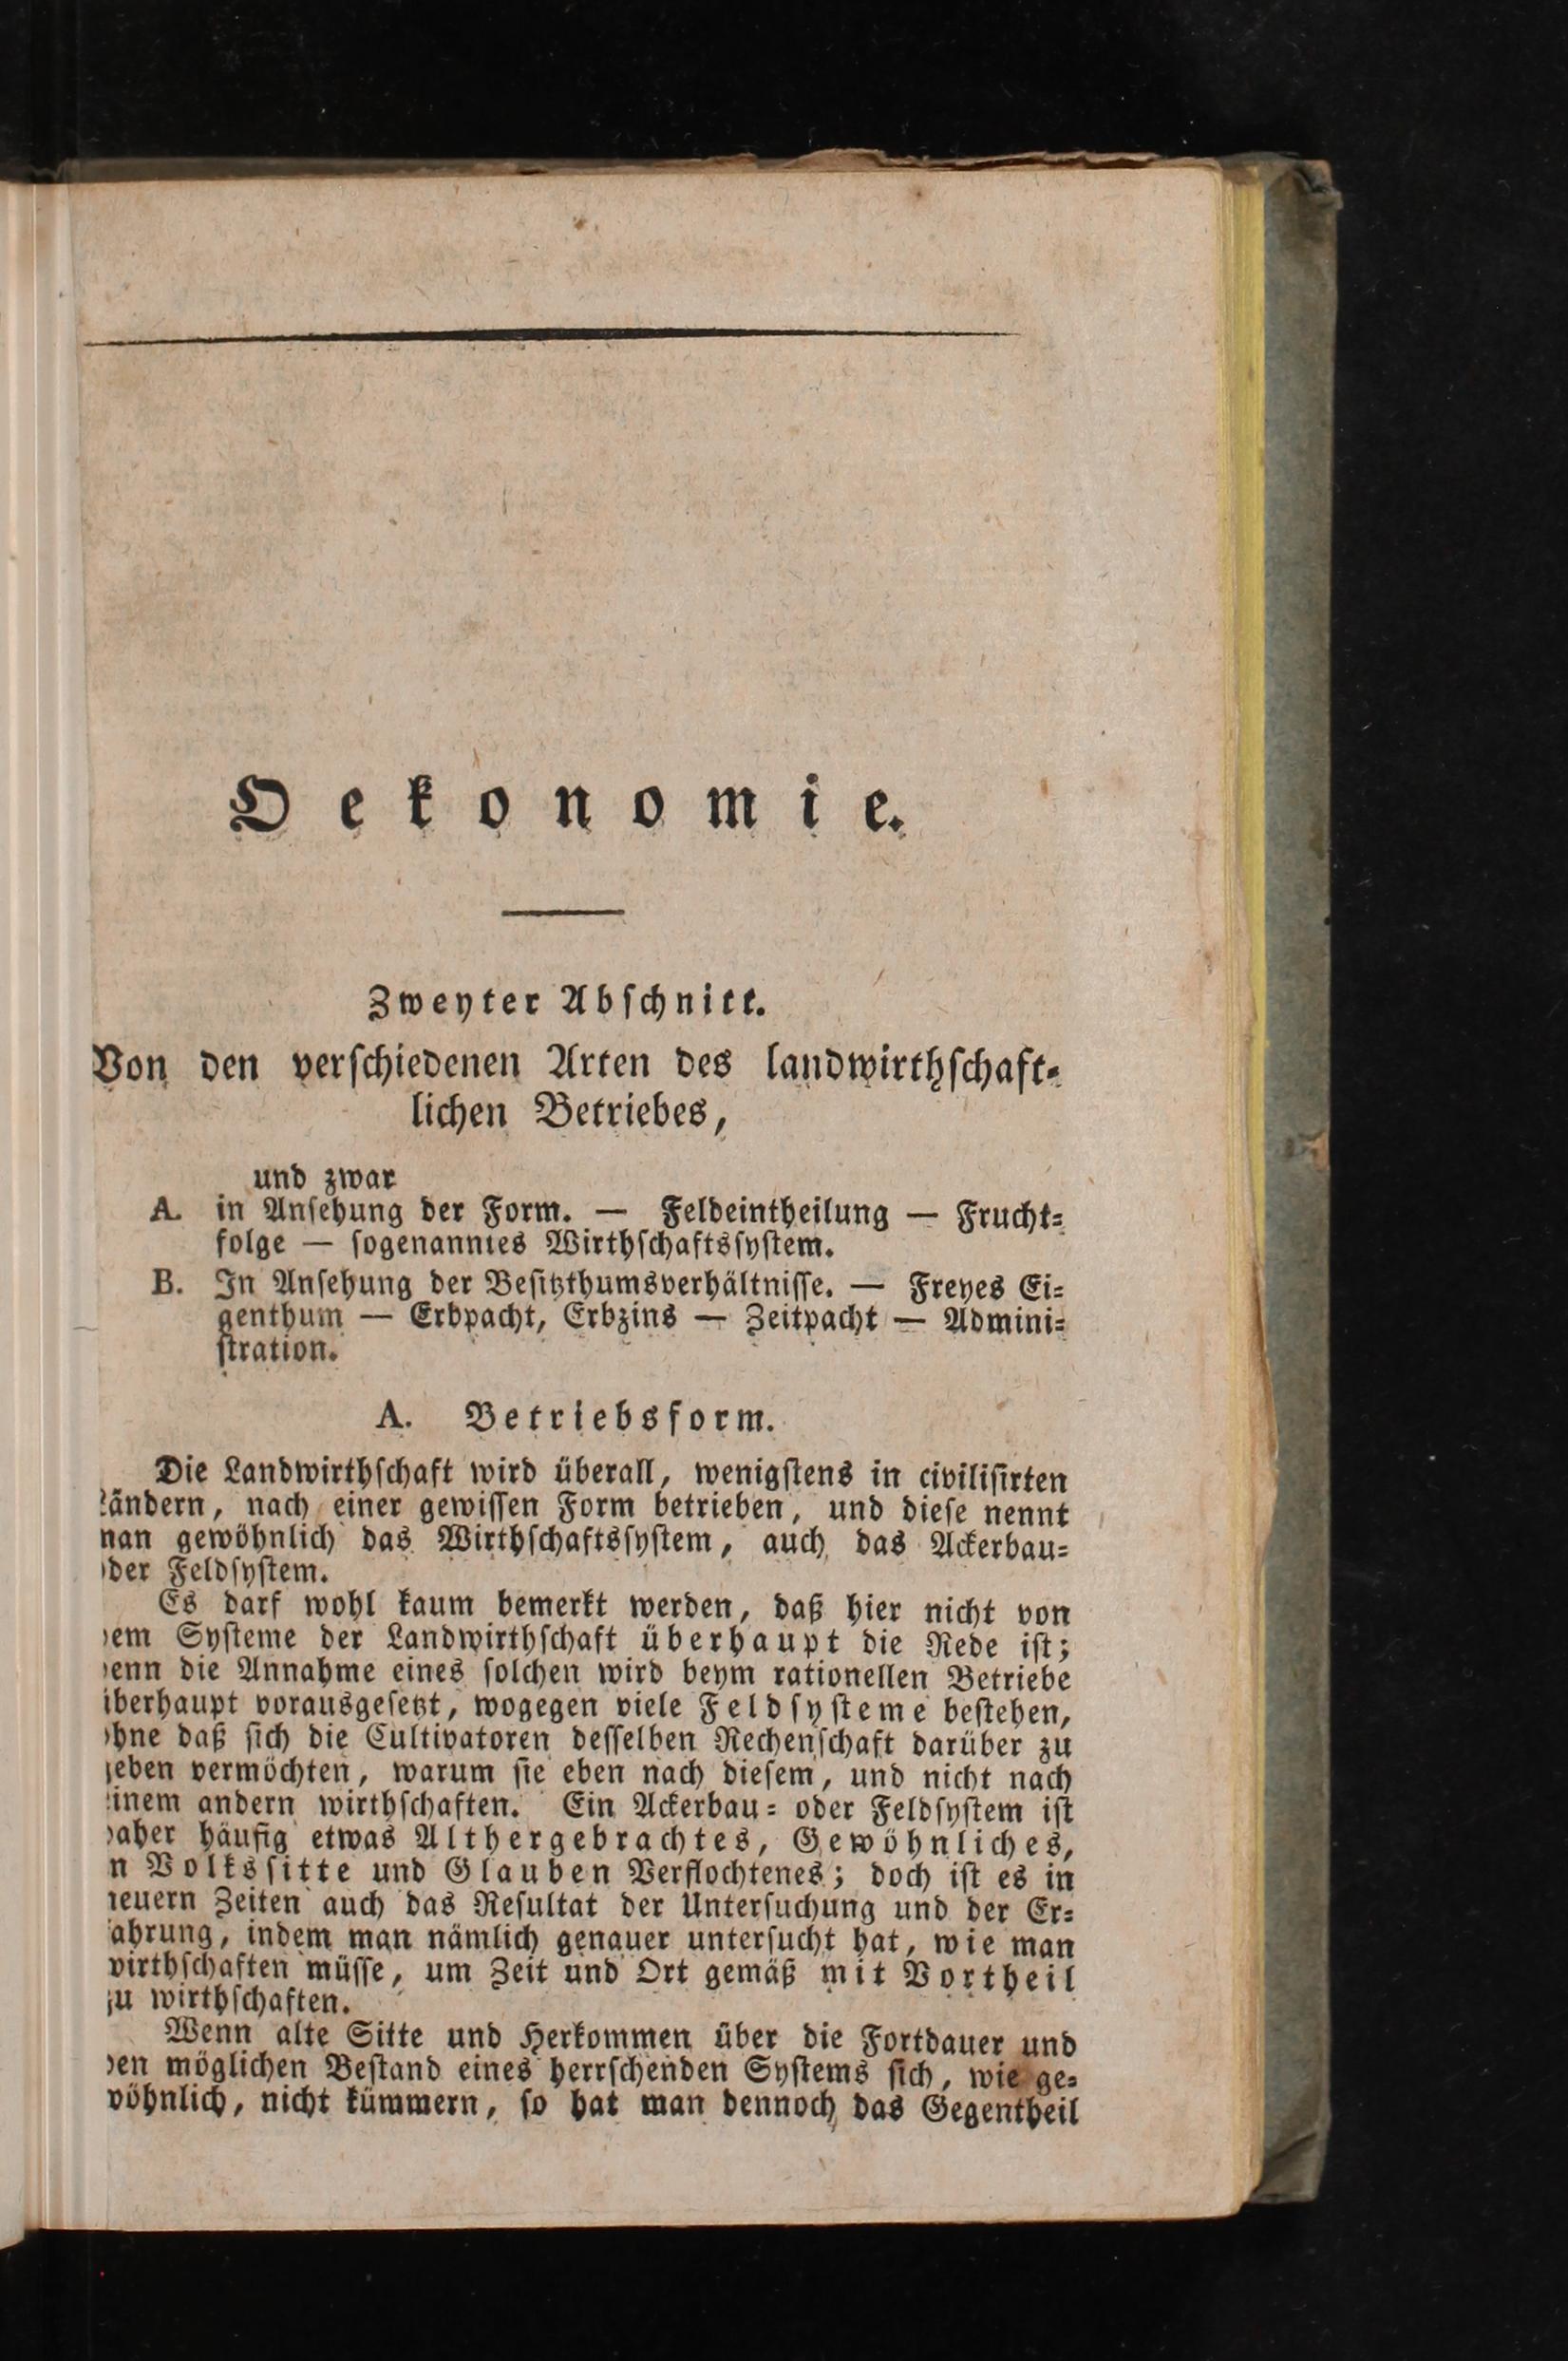 Oekonomie.
Zweyter Abschnitt.
Von den verschiedenen Arten des landwirthschaft-
lichen Betriebes,
und zwar
A. in Ansehung der Form. — Feldeintheilung — Frucht-
folge — sogenanntes Wirthschaftssystem.
B. In Ansehung der Besitzthumsverhältnisse. — Freyes Ei-
genthum — Erbpacht, Erbzins — Zeitpacht — Admini-
stration.
A. Betriebsform.
Die Landwirthschaft wird überall, wenigstens in civilisirten
Ländern, nach einer gewissen Form betrieben, und diese nennt
man gewöhnlich das Wirthschaftssystem, auch das Ackerbau-
oder Feldsystem.
Es darf wohl kaum bemerkt werden, daß hier nicht von
dem Systeme der Landwirthschaft überhaupt die Rede ist;
denn die Annahme eines solchen wird beym rationellen Betriebe
überhaupt vorausgesetzt, wogegen viele Feldsysteme bestehen,
ohne daß sich die Cultivatoren desselben Rechenschaft darüber zu
geben vermöchten, warum sie eben nach diesem, und nicht nach
einem andern wirthschaften. Ein Ackerbau- oder Feldsystem ist
daher häufig etwas Althergebrachtes, Gewöhnliches,
n Volkssitte und Glauben Verflochtenes; doch ist es in
neuern Zeiten auch das Resultat der Untersuchung und der Er-
fahrung, indem man nämlich genauer untersucht hat, wie man
wirthschaften müsse, um Zeit und Ort gemäß mit Vortheil
zu wirthschaften.
Wenn alte Sitte und Herkommen über die Fortdauer und
den möglichen Bestand eines herrschenden Systems sich, wie ge-
wöhnlich, nicht kümmern, so hat man dennoch das Gegentheil